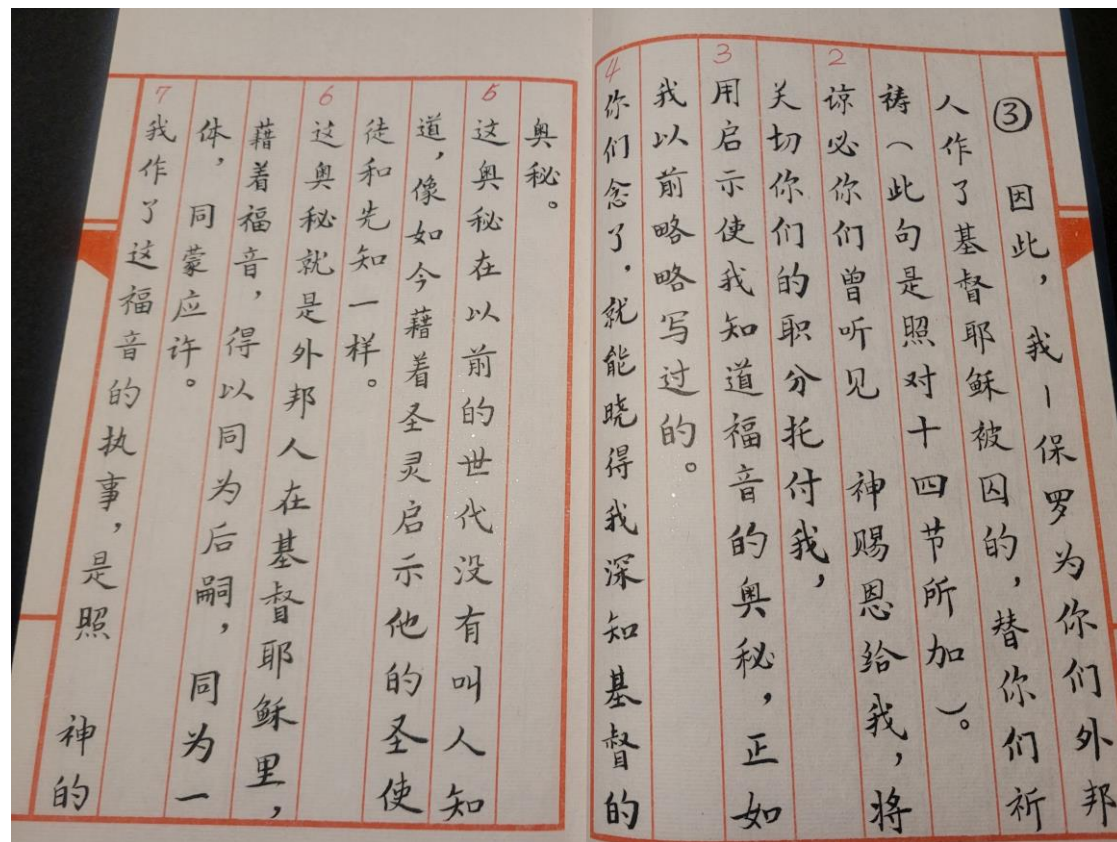 ③ 因此，我－保罗为你们外邦
人作了基督耶稣被囚的，替你们祈
祷（此句是照对十四节所加）。
2 谅必你们曾听见 神赐恩给我，将
关切你们的职分托付我，
3 用启示使我知道福音的奥秘，正如
我以前略略写过的。
4 你们念了，就能晓得我深知基督的
奥秘。
5 这奥秘在以前的世代没有叫人知
道，像如今藉着圣灵启示他的圣使
徒和先知一样。
6 这奥秘就是外邦人在基督耶稣里，
藉着福音，得以同为后嗣，同为一
体，同蒙应许。
7 我作了这福音的执事，是照 神的